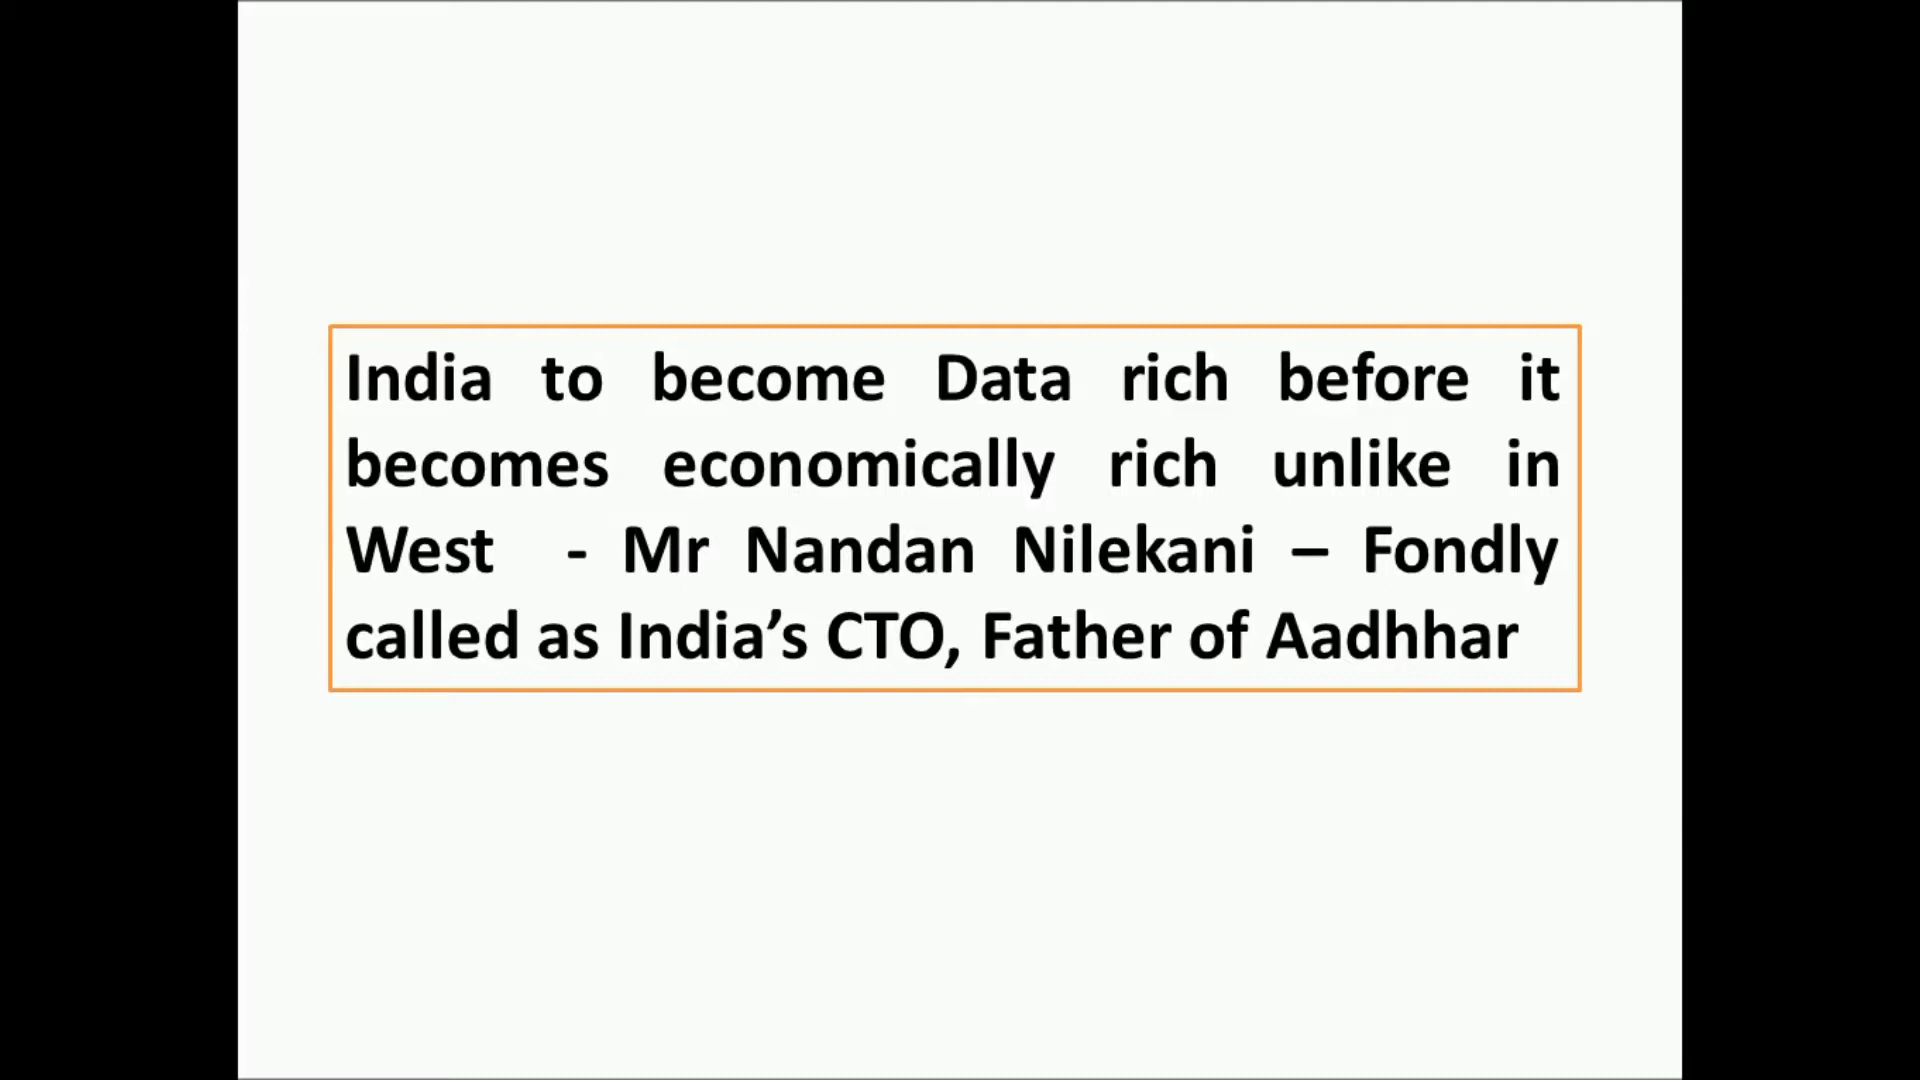 India to become Data rich before it
becomes economically rich unlike in
West - Mr Nandan Nilekani – Fondly
called as India’s CTO, Father of Aadhhar